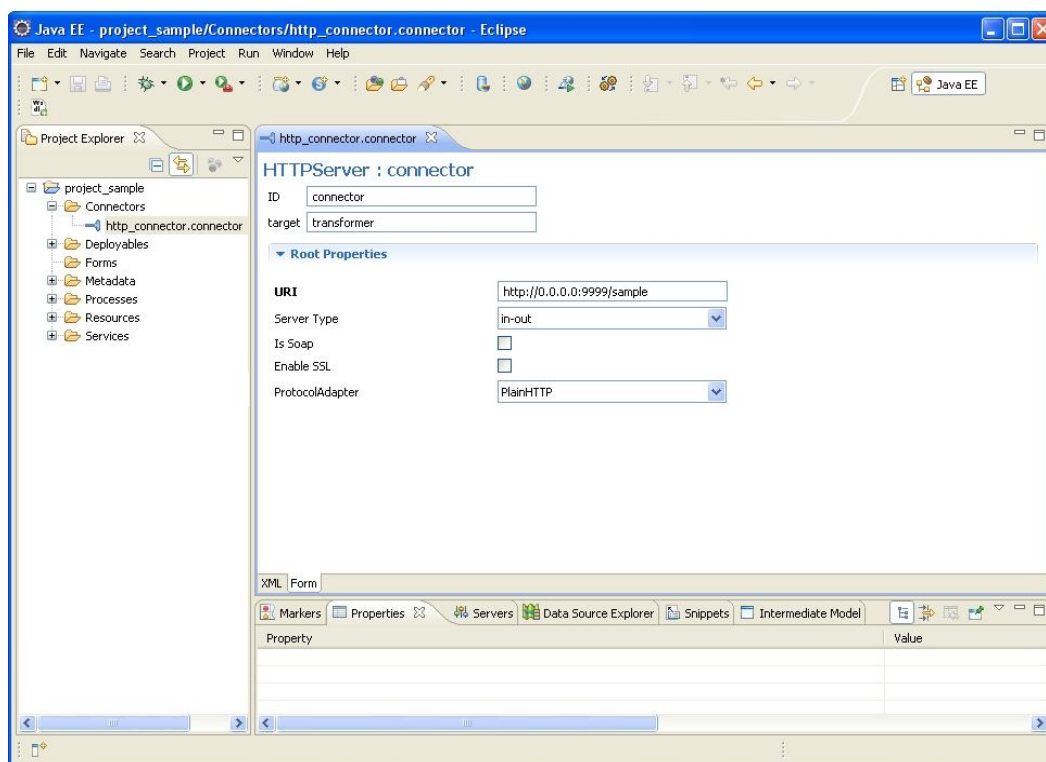 Java EE - project_sample/Connectors/http_connector.connector - Eclipse
File Edit Navigate Search Project Run Window Help
Java EE
Project Explorer
project_sample
Connectors
http_connector.connector
Deployables
Forms
Metadata
Processes
Resources
Services
http_connector.connector
HTTPServer : connector
ID connector
target transformer
Root Properties
URI http://0.0.0.0:9999/sample
Server Type in-out
Is Soap
Enable SSL
ProtocolAdapter PlainHTTP
XML Form
Markers Properties Servers Data Source Explorer Snippets Intermediate Model
Property Value